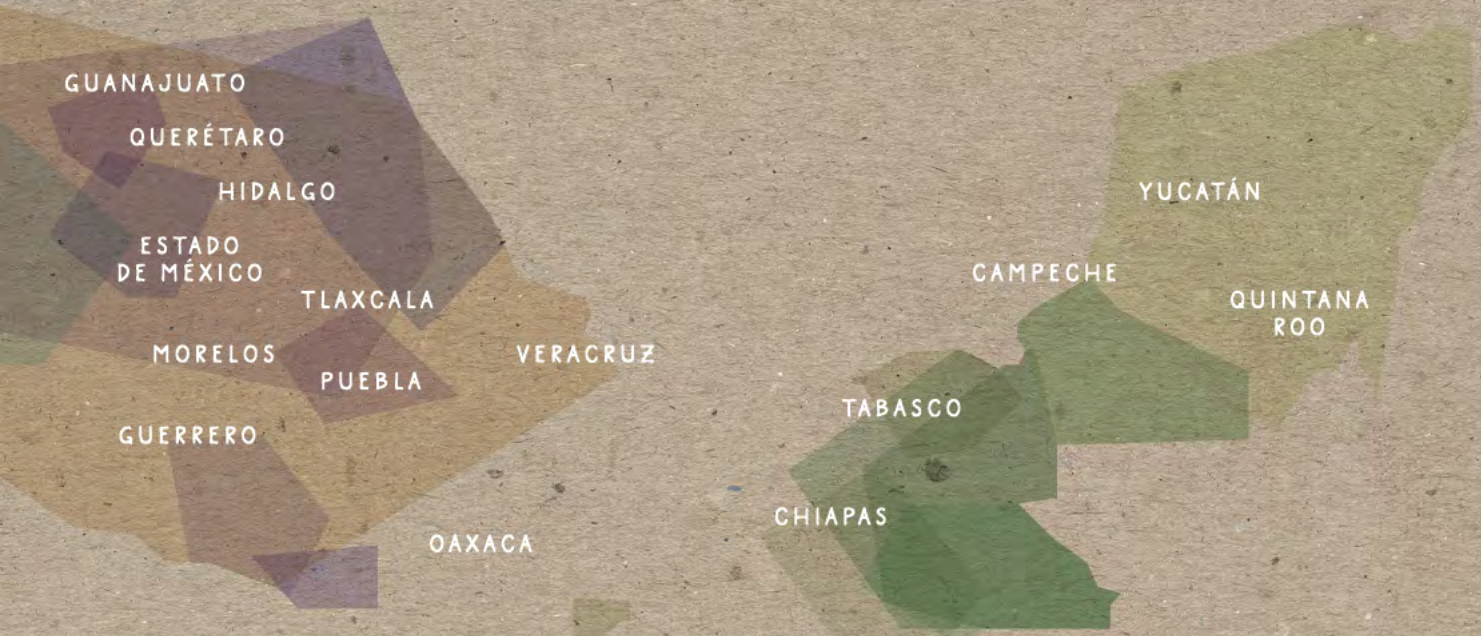 GUANAJUATO
QUERÉTARO
HIDALGO
YUCATÁN
ESTADO
DE MÉXICO
CAMPECHE
TLAXCALA
QUINTANA
ROO
MORELOS
VERACRUZ
PUEBLA
TABASCO
GUERRERO
CHIAPAS
OAXACA